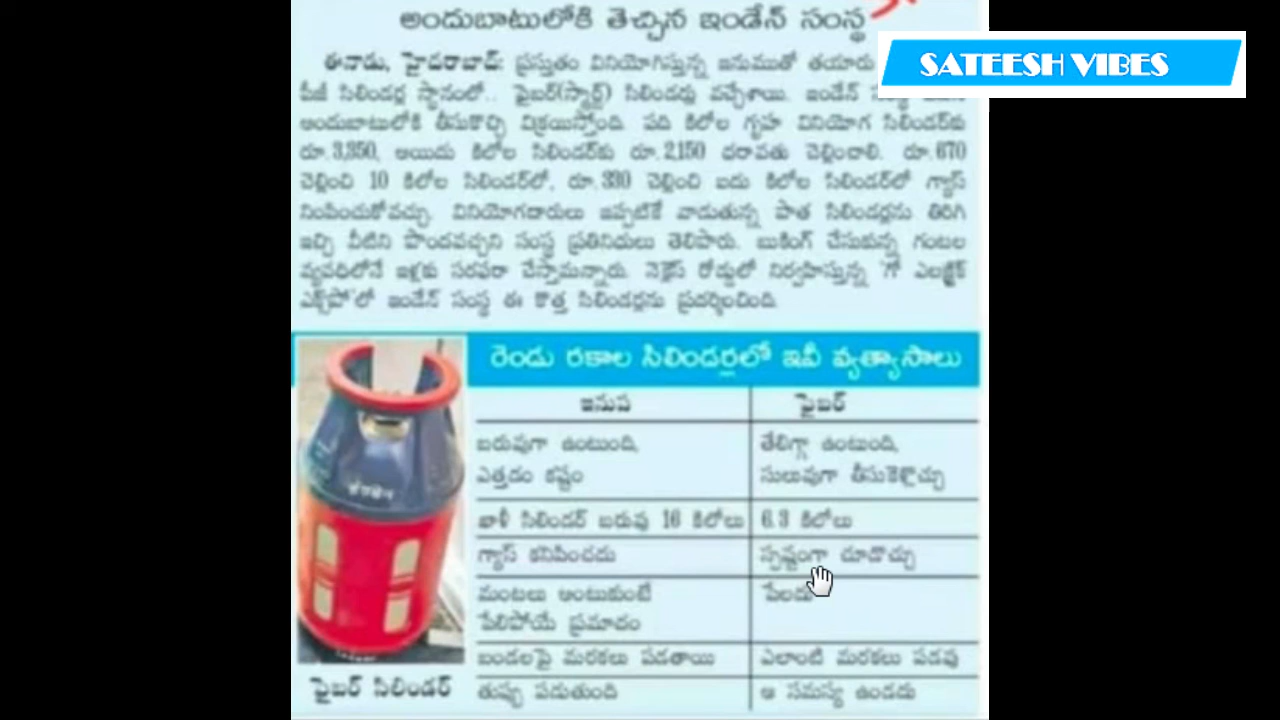 అందుబాటులోకి తెచ్చిన ఇండేన్ సంస్థ
SATEESH VIBES
ఈనాడు, హైదరాబాద్: ప్రస్తుతం వినియోగిస్తున్న ఇనుముతో తయారు
పీజీ సిలిండర్ల స్థానంలో.. ఫైబర్(స్మార్ట్) సిలిండర్లు వచ్చేశాయి. ఇండేన్
అందుబాటులోకి తీసుకొచ్చి విక్రయిస్తోంది. పది కిలోల గృహ వినియోగ సిలిండర్‌కు
రూ.3,350, అయిదు కిలోల సిలిండర్‌కు రూ.2,150 ధరావతు చెల్లించాలి. రూ.670
చెల్లించి 10 కిలోల సిలిండర్‌లో, రూ.330 చెల్లించి ఐదు కిలోల సిలిండర్‌లో గ్యాస్
నింపించుకోవచ్చు. వినియోగదారులు ఇప్పటికే వాడుతున్న పాత సిలిండర్లను తిరిగి
ఇచ్చి వీటిని పొందవచ్చని సంస్థ ప్రతినిధులు తెలిపారు. బుకింగ్ చేసుకున్న గంటల
వ్యవధిలోనే ఇళ్లకు సరఫరా చేస్తామన్నారు. నెక్లెస్ రోడ్డులో నిర్వహిస్తున్న 'గో ఎలక్ట్రిక్
ఎక్స్‌పో'లో ఇండేన్ సంస్థ ఈ కొత్త సిలిండర్లను ప్రదర్శించింది.
రెండు రకాల సిలిండర్లలో ఇవీ వ్యత్యాసాలు
ఇనుప ఫైబర్
బరువుగా ఉంటుంది, తేలిగ్గా ఉంటుంది,
ఎత్తడం కష్టం సులువుగా తీసుకెళ్లొచ్చు
ఖాళీ సిలిండర్ బరువు 16 కిలోలు 6.3 కిలోలు
గ్యాస్ కనిపించదు స్పష్టంగా చూడొచ్చు
మంటలు అంటుకుంటే పేలదు
పేలిపోయే ప్రమాదం
బండలపై మరకలు పడతాయి ఎలాంటి మరకలు పడవు
తుప్పు పడుతుంది ఆ సమస్య ఉండదు
ఫైబర్ సిలిండర్